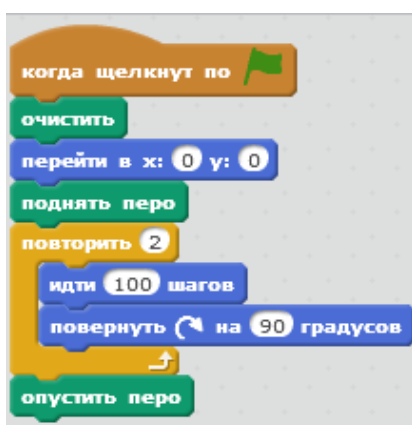 когда щелкнут по
очистить
перейти в x: 0 y: 0
поднять перо
повторить 2
идти 100 шагов
повернуть на 90 градусов
опустить перо